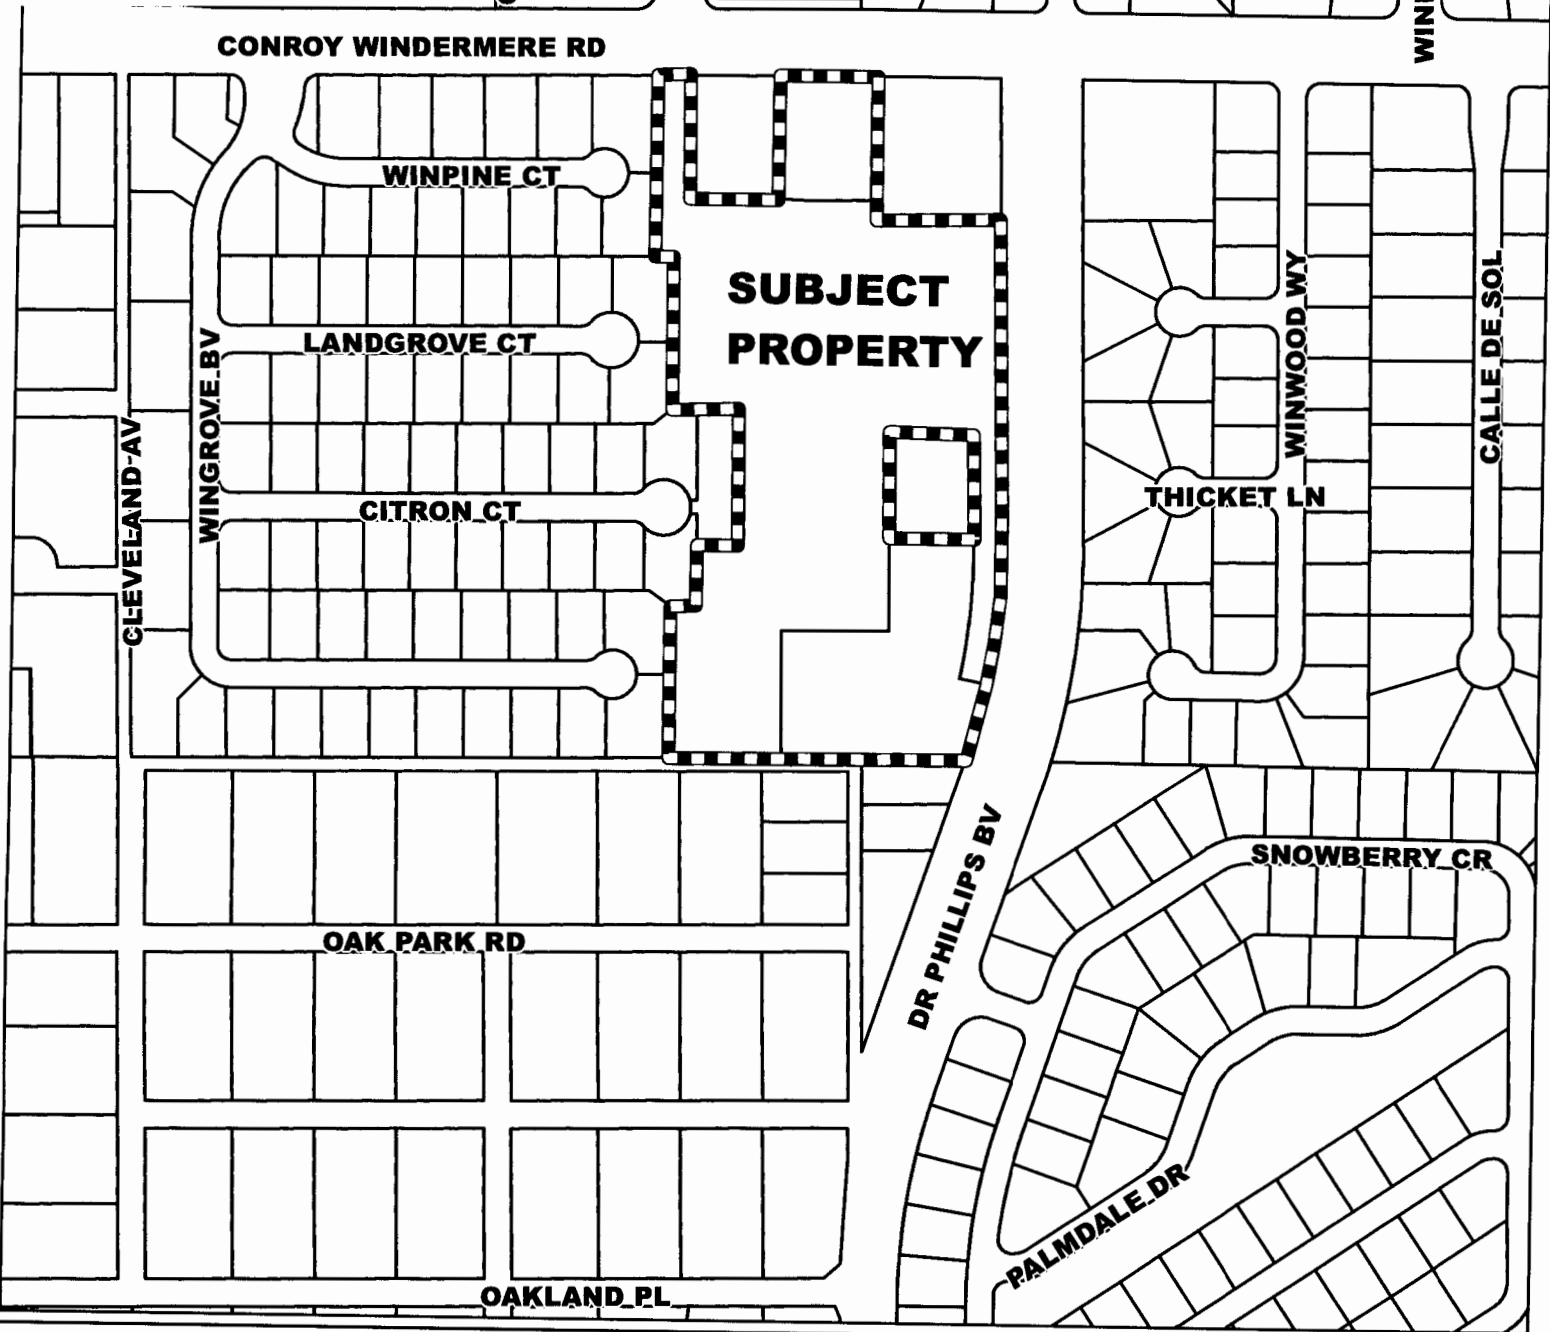 WIN
CONROY WINDERMERE RD
WINPINE CT
SUBJECT
PROPERTY
LANDGROVE CT
WINGROVE BV
CLEVELAND AV
CITRON CT
WINWOOD WY
CALLE DE SOL
THICKET LN
DR PHILLIPS BV
SNOWBERRY CR
OAK PARK RD
PALMDALE DR
OAKLAND PL